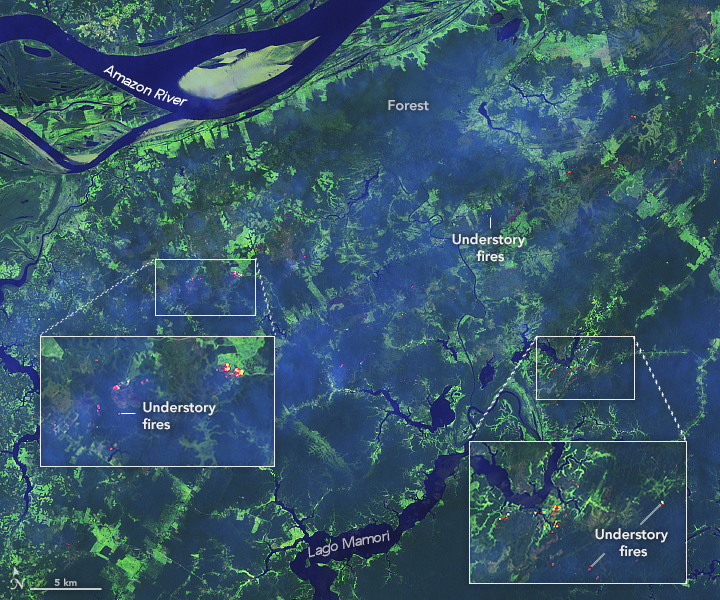 Amazon River
Forest
Understory
fires
Understory
fires
Understory
fires
Lago Mamori
N
5 km